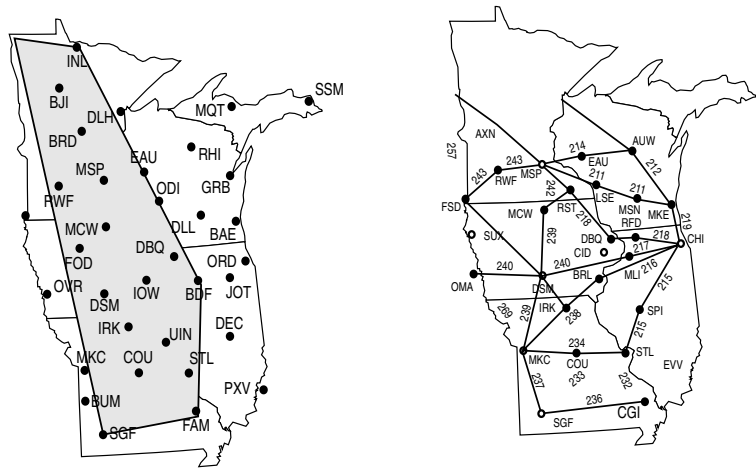 INL
BJI
DLH
BRD
MQT
SSM
RHI
EAU
MSP
GRB
RWF
ODI
MCW
DLL
BAE
FOD
DBQ
ORD
OVR
DSM
IOW
BDF
JOT
IRK
UIN
DEC
MKC
COU
STL
PXV
BUM
FAM
SGF
AXN
257
AUW
214
EAU
243
243
MSP
212
RWF
211
242
LSE
211
FSD
RST
MSN
MKE
MCW
218
RFD
219
SUX
DBQ
218
CHI
239
CID
217
240
240
216
OMA
DSM
BRL
MLI
IRK
215
269
239
238
SPI
215
234
MKC
COU
STL
233
232
EVV
237
236
SGF
CGI